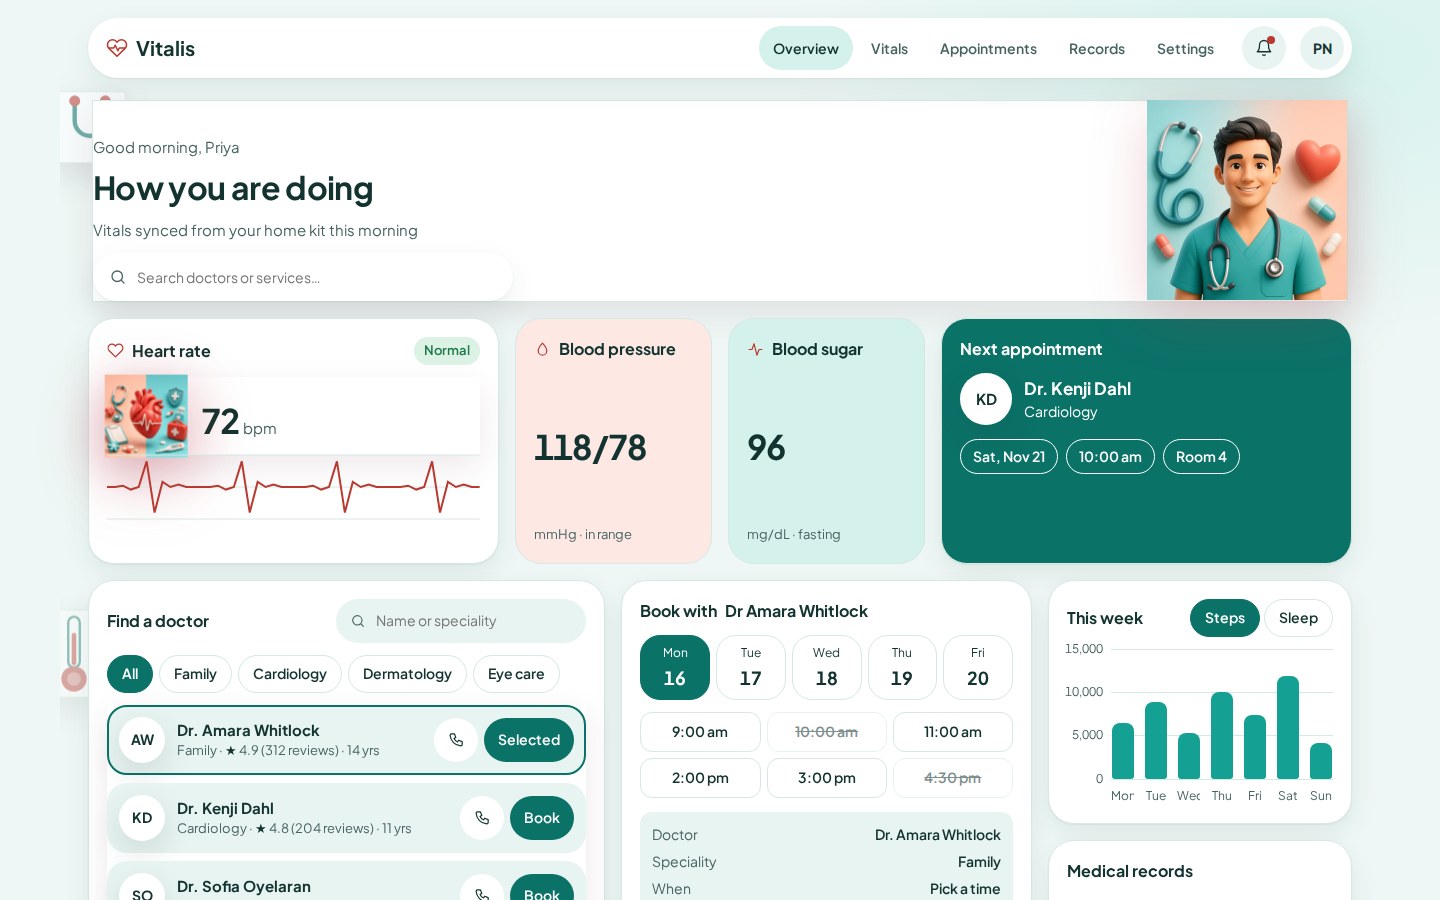 Vitalis
Overview
Vitals
Appointments
Records
Settings
PN
Good morning, Priya
How you are doing
Vitals synced from your home kit this morning
Search doctors or services...
Heart rate
Normal
72 bpm
Blood pressure
118/78
mmHg · in range
Blood sugar
96
mg/dL · fasting
Next appointment
KD
Dr. Kenji Dahl
Cardiology
Sat, Nov 21
10:00 am
Room 4
Find a doctor
Name or speciality
All
Family
Cardiology
Dermatology
Eye care
AW
Dr. Amara Whitlock
Family · ★ 4.9 (312 reviews) · 14 yrs
Selected
KD
Dr. Kenji Dahl
Cardiology · ★ 4.8 (204 reviews) · 11 yrs
Book
SO
Dr. Sofia Oyelaran
Book
Book with Dr Amara Whitlock
Mon
16
Tue
17
Wed
18
Thu
19
Fri
20
9:00 am
10:00 am
11:00 am
2:00 pm
3:00 pm
4:30 pm
Doctor
Dr. Amara Whitlock
Speciality
Family
When
Pick a time
This week
Steps
Sleep
15,000
10,000
5,000
0
Mon
Tue
Wed
Thu
Fri
Sat
Sun
Medical records